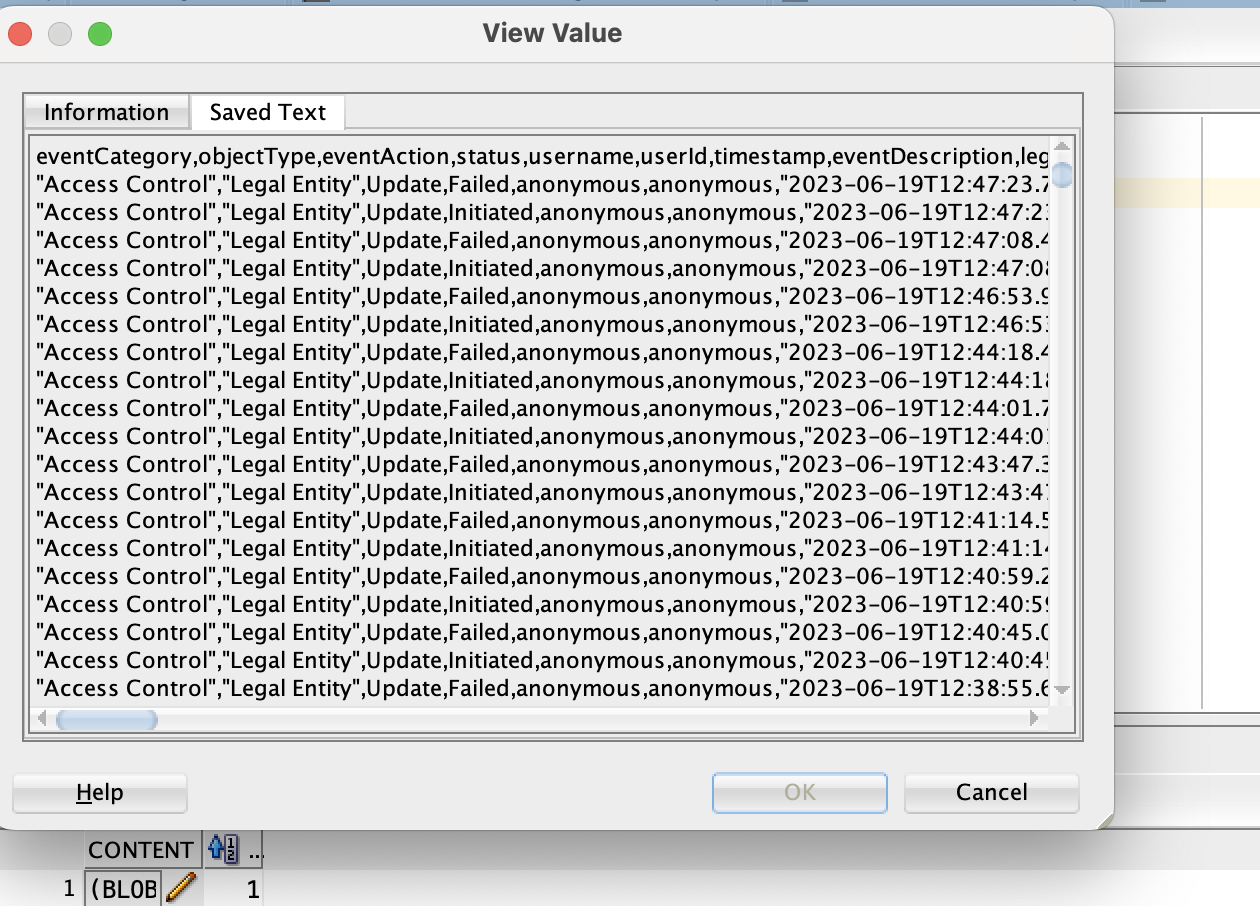 View Value
Information
Saved Text
eventCategory,objectType,eventAction,status,username,userId,timestamp,eventDescription,leg
"Access Control","Legal Entity",Update,Failed,anonymous,anonymous,"2023-06-19T12:47:23.7
"Access Control","Legal Entity",Update,Initiated,anonymous,anonymous,"2023-06-19T12:47:23
"Access Control","Legal Entity",Update,Failed,anonymous,anonymous,"2023-06-19T12:47:08.4
"Access Control","Legal Entity",Update,Initiated,anonymous,anonymous,"2023-06-19T12:47:08
"Access Control","Legal Entity",Update,Failed,anonymous,anonymous,"2023-06-19T12:46:53.9
"Access Control","Legal Entity",Update,Initiated,anonymous,anonymous,"2023-06-19T12:46:53
"Access Control","Legal Entity",Update,Failed,anonymous,anonymous,"2023-06-19T12:44:18.4
"Access Control","Legal Entity",Update,Initiated,anonymous,anonymous,"2023-06-19T12:44:18
"Access Control","Legal Entity",Update,Failed,anonymous,anonymous,"2023-06-19T12:44:01.7
"Access Control","Legal Entity",Update,Initiated,anonymous,anonymous,"2023-06-19T12:44:01
"Access Control","Legal Entity",Update,Failed,anonymous,anonymous,"2023-06-19T12:43:47.3
"Access Control","Legal Entity",Update,Initiated,anonymous,anonymous,"2023-06-19T12:43:47
"Access Control","Legal Entity",Update,Failed,anonymous,anonymous,"2023-06-19T12:41:14.5
"Access Control","Legal Entity",Update,Initiated,anonymous,anonymous,"2023-06-19T12:41:14
"Access Control","Legal Entity",Update,Failed,anonymous,anonymous,"2023-06-19T12:40:59.2
"Access Control","Legal Entity",Update,Initiated,anonymous,anonymous,"2023-06-19T12:40:59
"Access Control","Legal Entity",Update,Failed,anonymous,anonymous,"2023-06-19T12:40:45.0
"Access Control","Legal Entity",Update,Initiated,anonymous,anonymous,"2023-06-19T12:40:45
"Access Control","Legal Entity",Update,Failed,anonymous,anonymous,"2023-06-19T12:38:55.6
Help
OK
Cancel
CONTENT ...
1 (BLOB 1